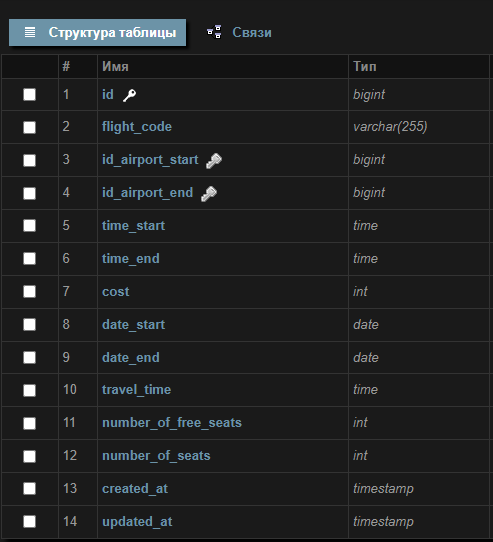 Структура таблицы Связи
# Имя Тип
1 id bigint
2 flight_code varchar(255)
3 id_airport_start bigint
4 id_airport_end bigint
5 time_start time
6 time_end time
7 cost int
8 date_start date
9 date_end date
10 travel_time time
11 number_of_free_seats int
12 number_of_seats int
13 created_at timestamp
14 updated_at timestamp